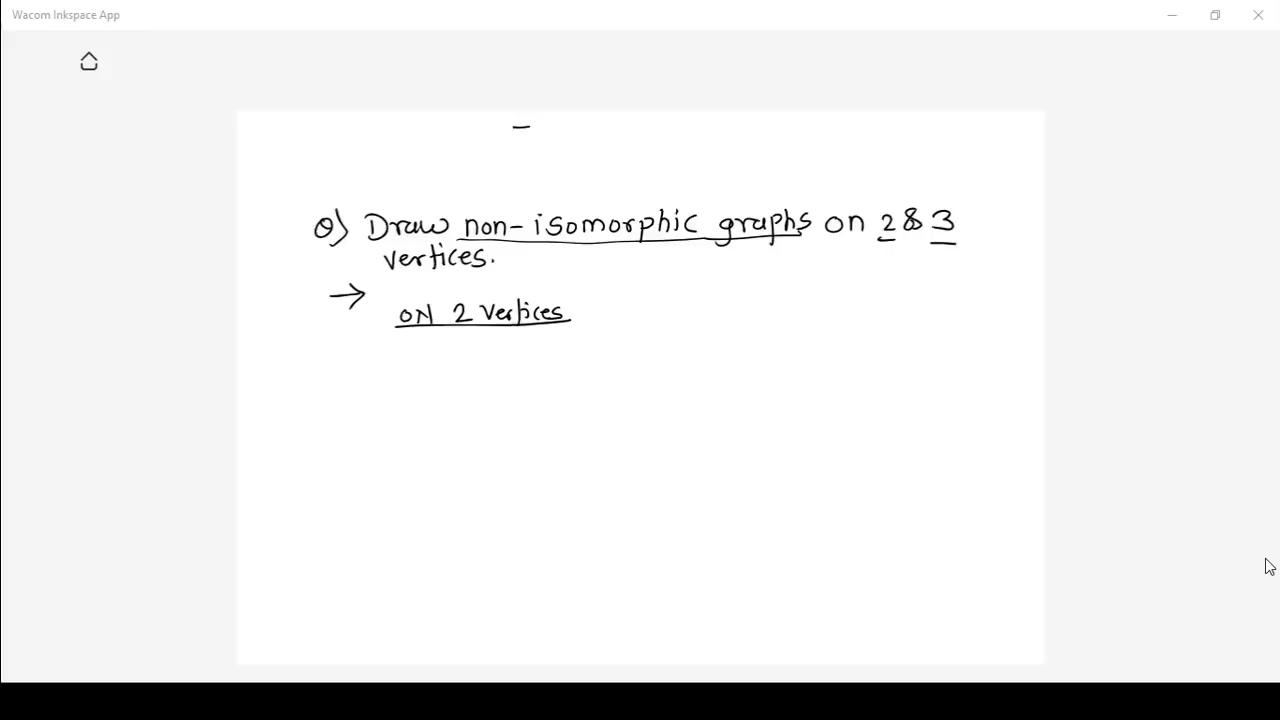 Wacom Inkspace App
Q) Draw non-isomorphic graphs on 2 & 3
vertices.
→
ON 2 vertices